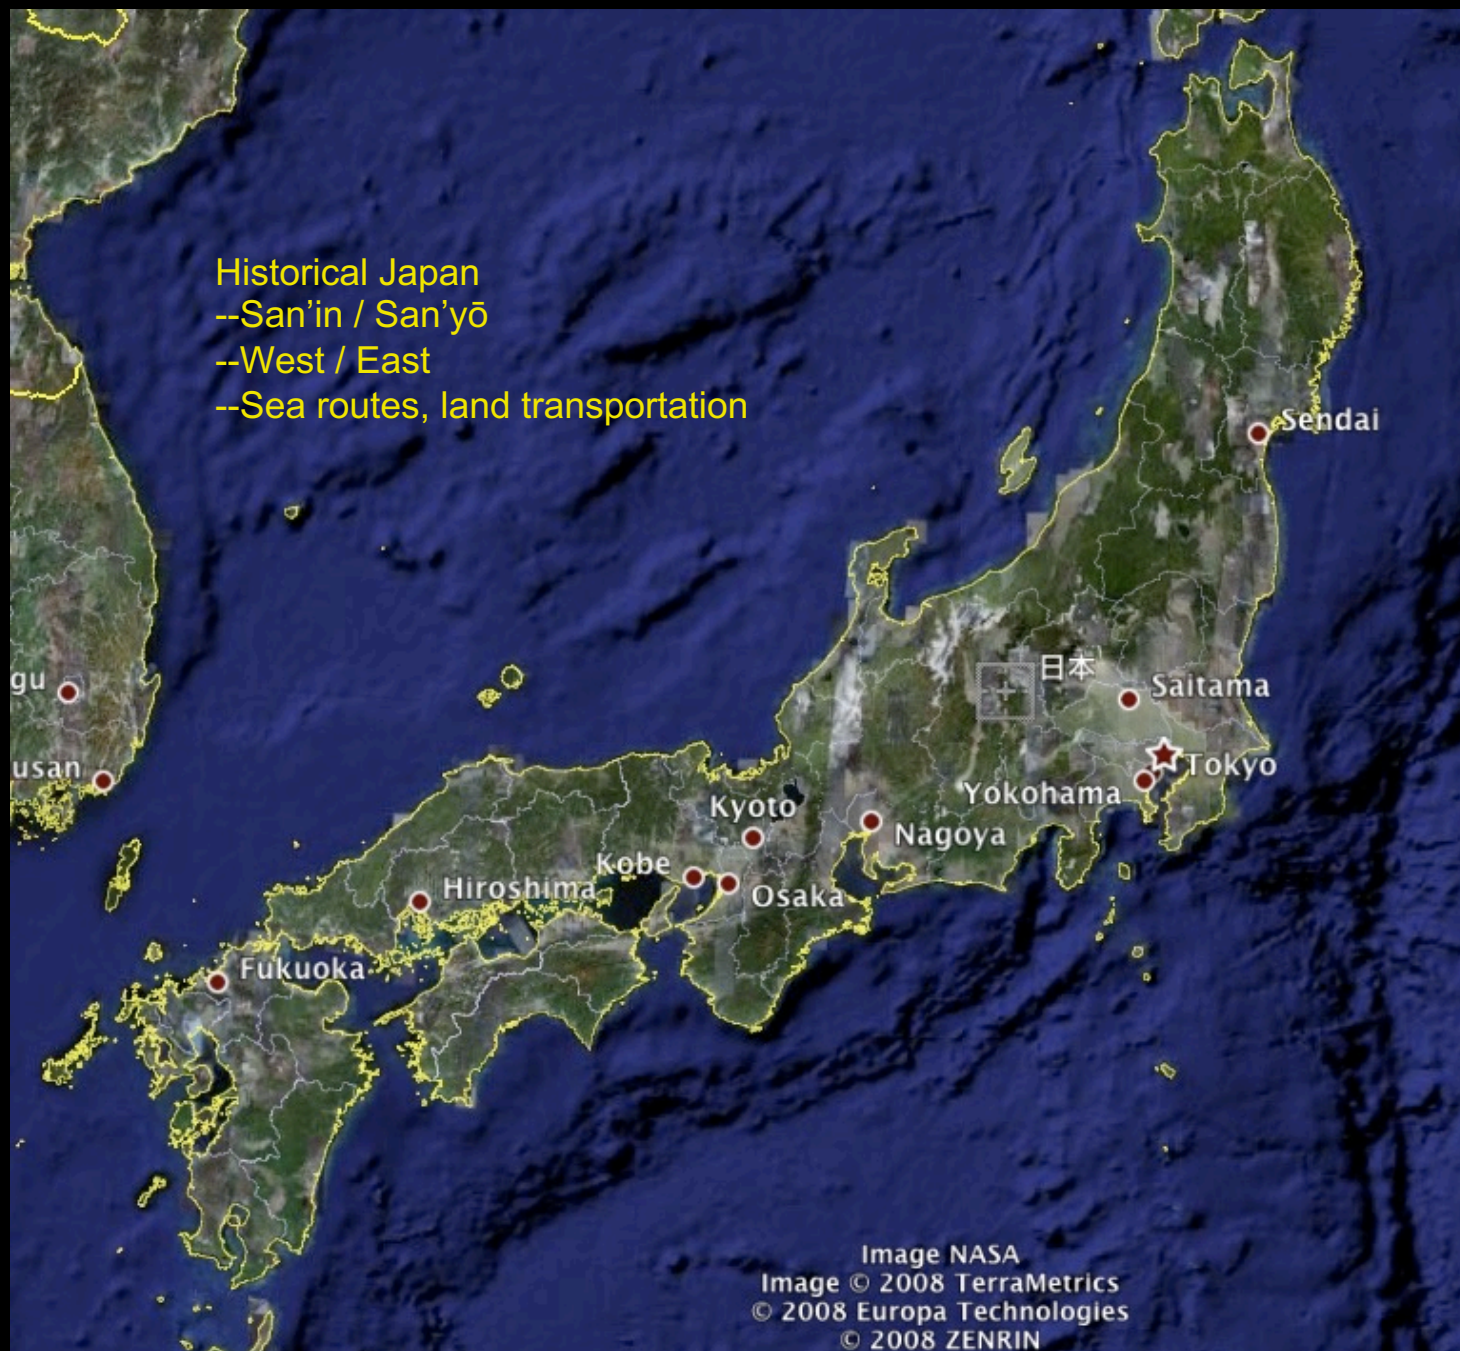 Historical Japan
--San’in / San’yō
--West / East
--Sea routes, land transportation
Sendai
日本
gu
Saitama
usan
Tokyo
Yokohama
Kyoto
Nagoya
Kobe
Hiroshima
Osaka
Fukuoka
Image NASA
Image © 2008 TerraMetrics
© 2008 Europa Technologies
© 2008 ZENRIN